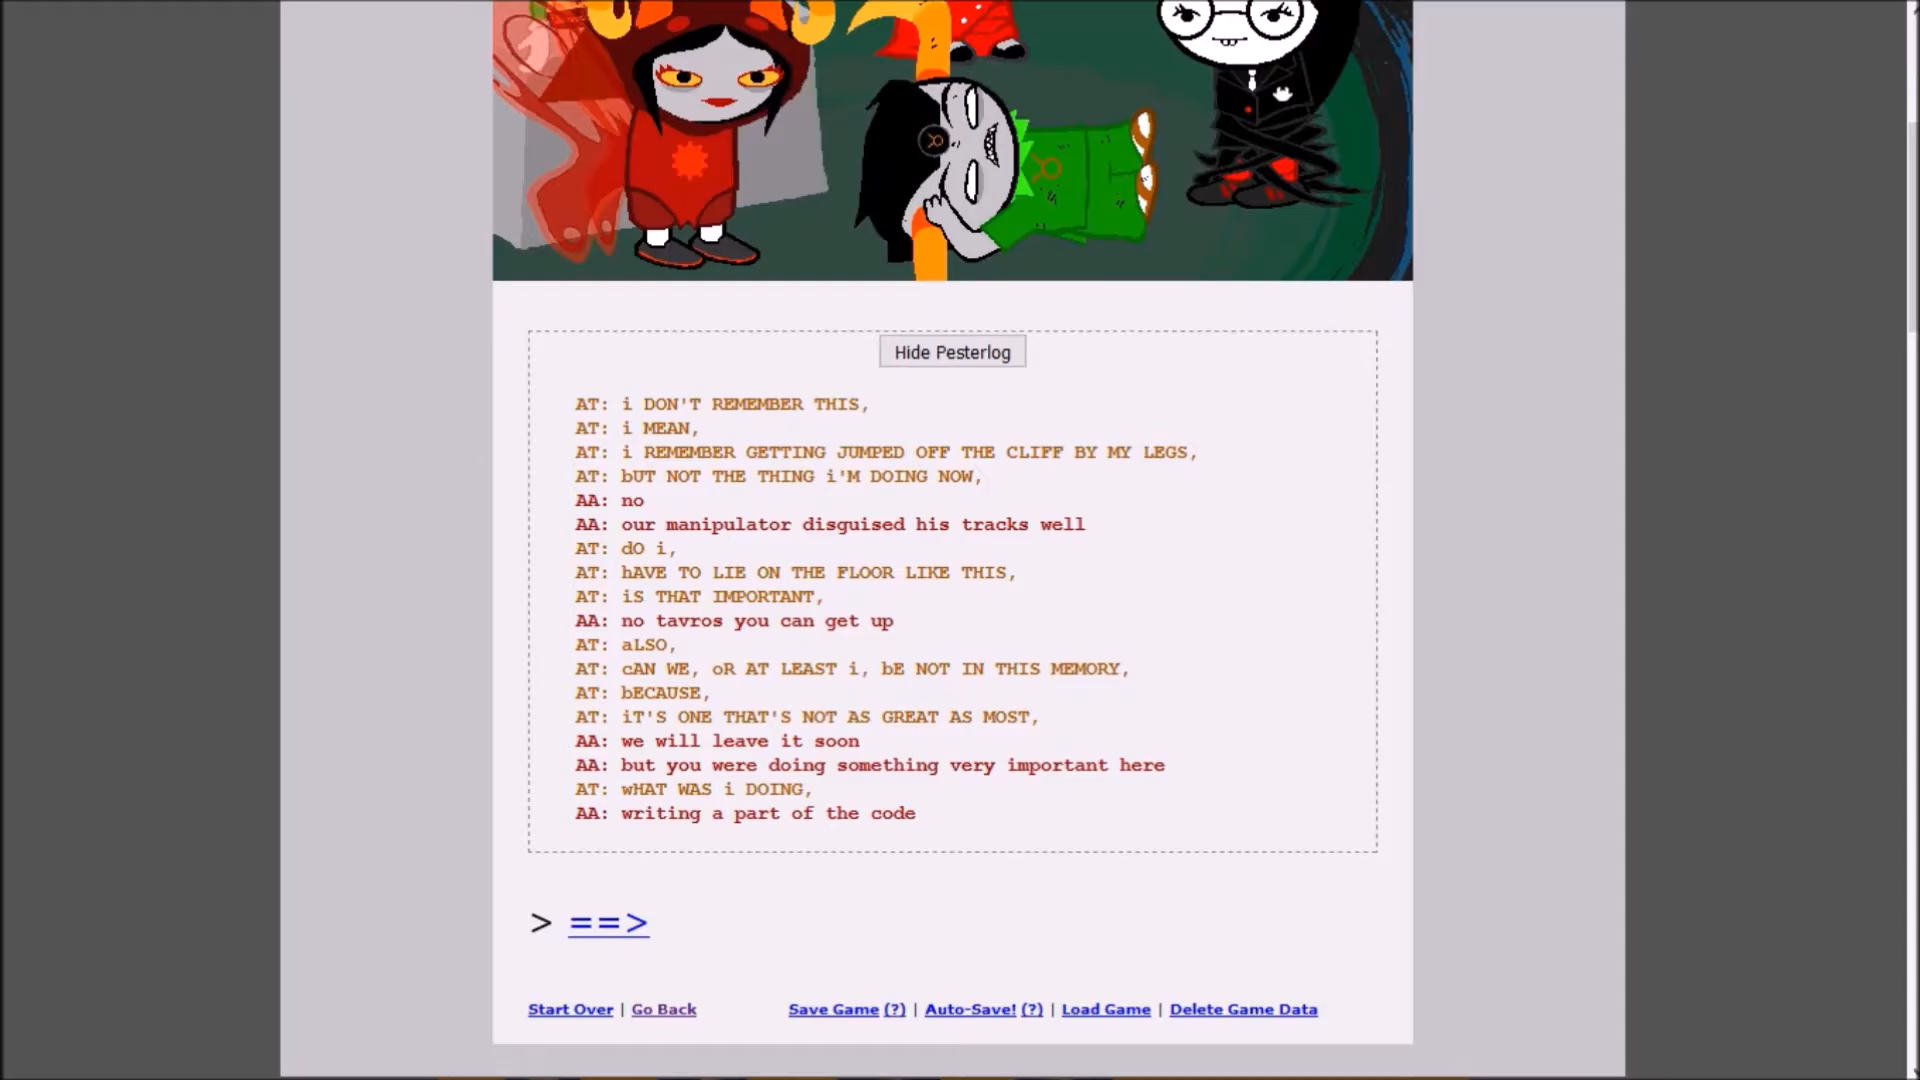 Hide Pesterlog
AT: i DON'T REMEMBER THIS,
AT: i MEAN,
AT: i REMEMBER GETTING JUMPED OFF THE CLIFF BY MY LEGS,
AT: bUT NOT THE THING i'M DOING NOW,
AA: no
AA: our manipulator disguised his tracks well
AT: dO i,
AT: hAVE TO LIE ON THE FLOOR LIKE THIS,
AT: iS THAT IMPORTANT,
AA: no tavros you can get up
AT: aLSO,
AT: cAN WE, oR AT LEAST i, bE NOT IN THIS MEMORY,
AT: bECAUSE,
AT: iT'S ONE THAT'S NOT AS GREAT AS MOST,
AA: we will leave it soon
AA: but you were doing something very important here
AT: wHAT WAS i DOING,
AA: writing a part of the code
> ==>
Start Over | Go Back Save Game (?) | Auto-Save! (?) | Load Game | Delete Game Data